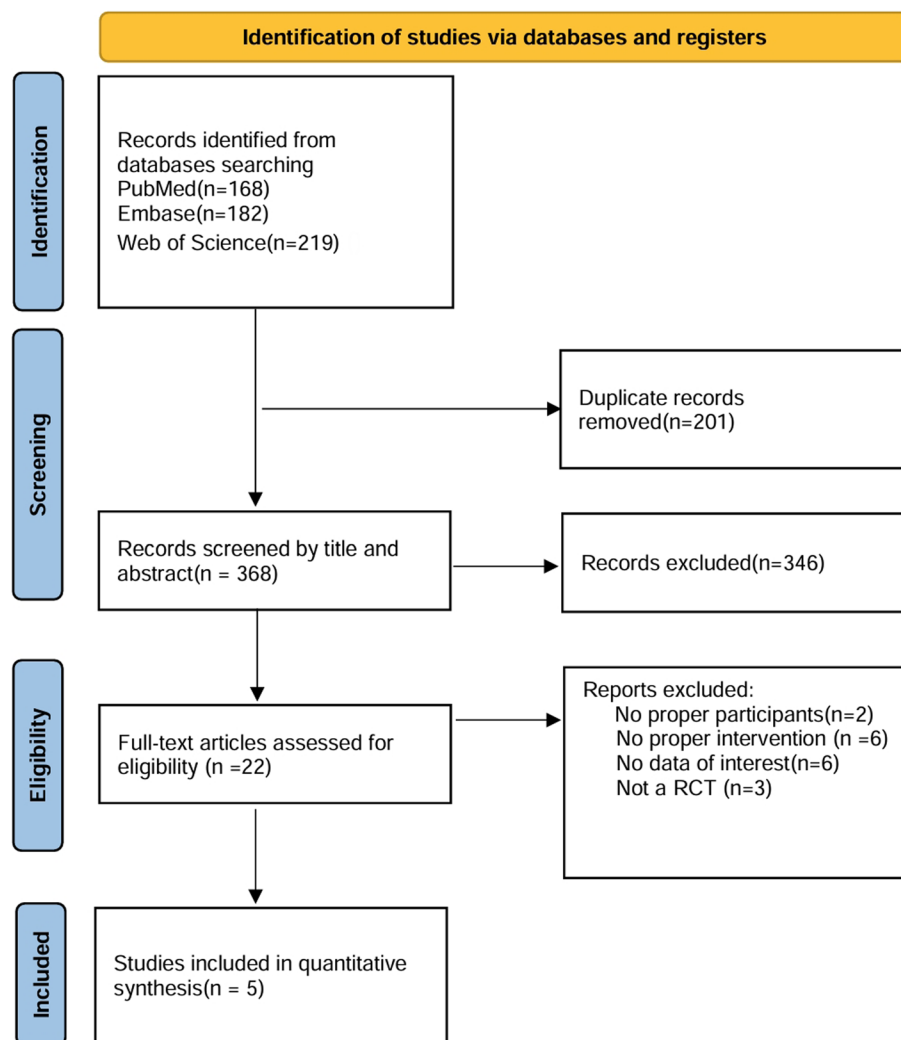 Identification of studies via databases and registers
Identification
Records identified from
databases searching
PubMed(n=168)
Embase(n=182)
Web of Science(n=219)
Screening
Duplicate records
removed(n=201)
Records screened by title and
abstract(n = 368)
Records excluded(n=346)
Eligibility
Full-text articles assessed for
eligibility (n =22)
Reports excluded:
No proper participants(n=2)
No proper intervention (n =6)
No data of interest(n=6)
Not a RCT (n=3)
Included
Studies included in quantitative
synthesis(n = 5)